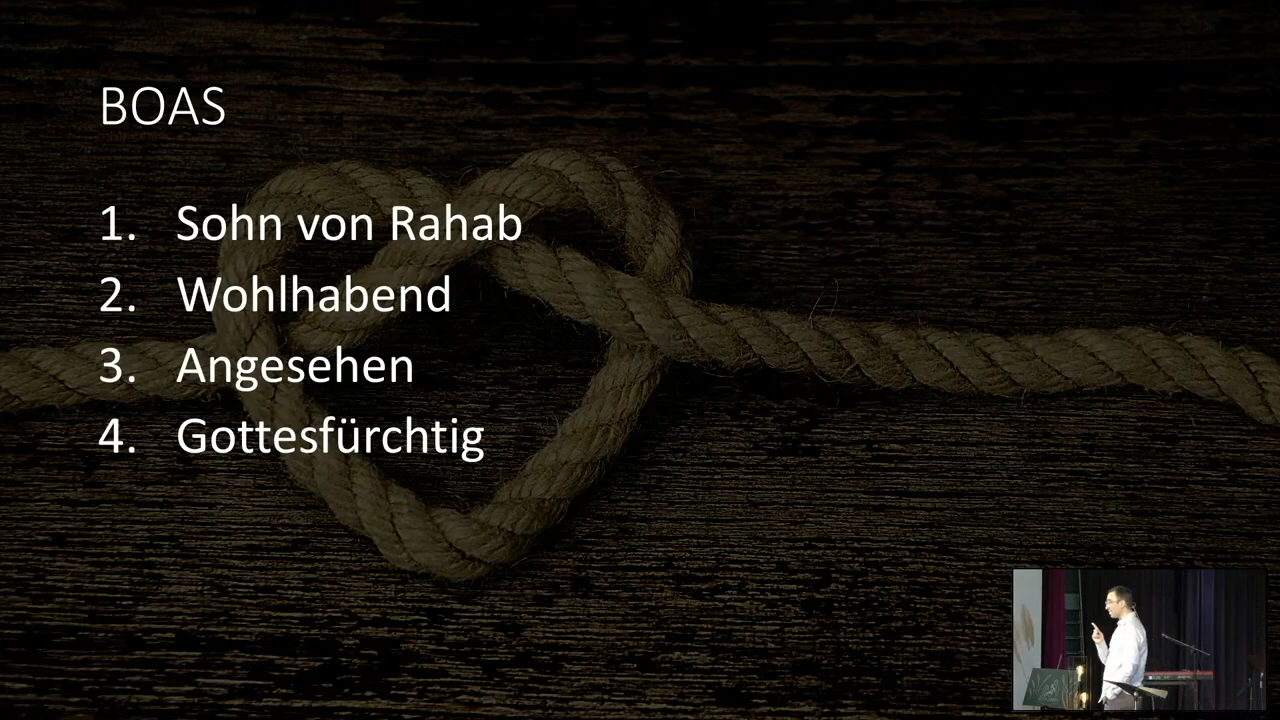 BOAS
1. Sohn von Rahab
2. Wohlhabend
3. Angesehen
4. Gottesfürchtig